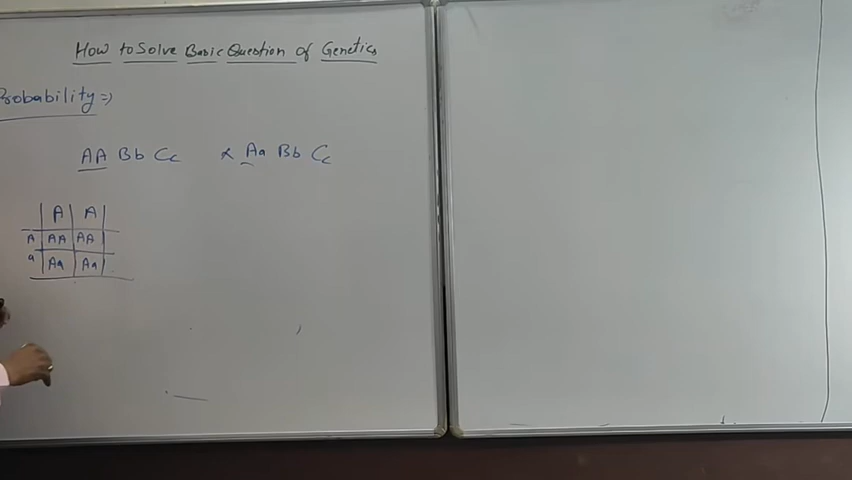 How to Solve Basic Question of Genetics
Probability =>
AA Bb Cc x Aa Bb Cc
A A
A AA AA
a Aa Aa